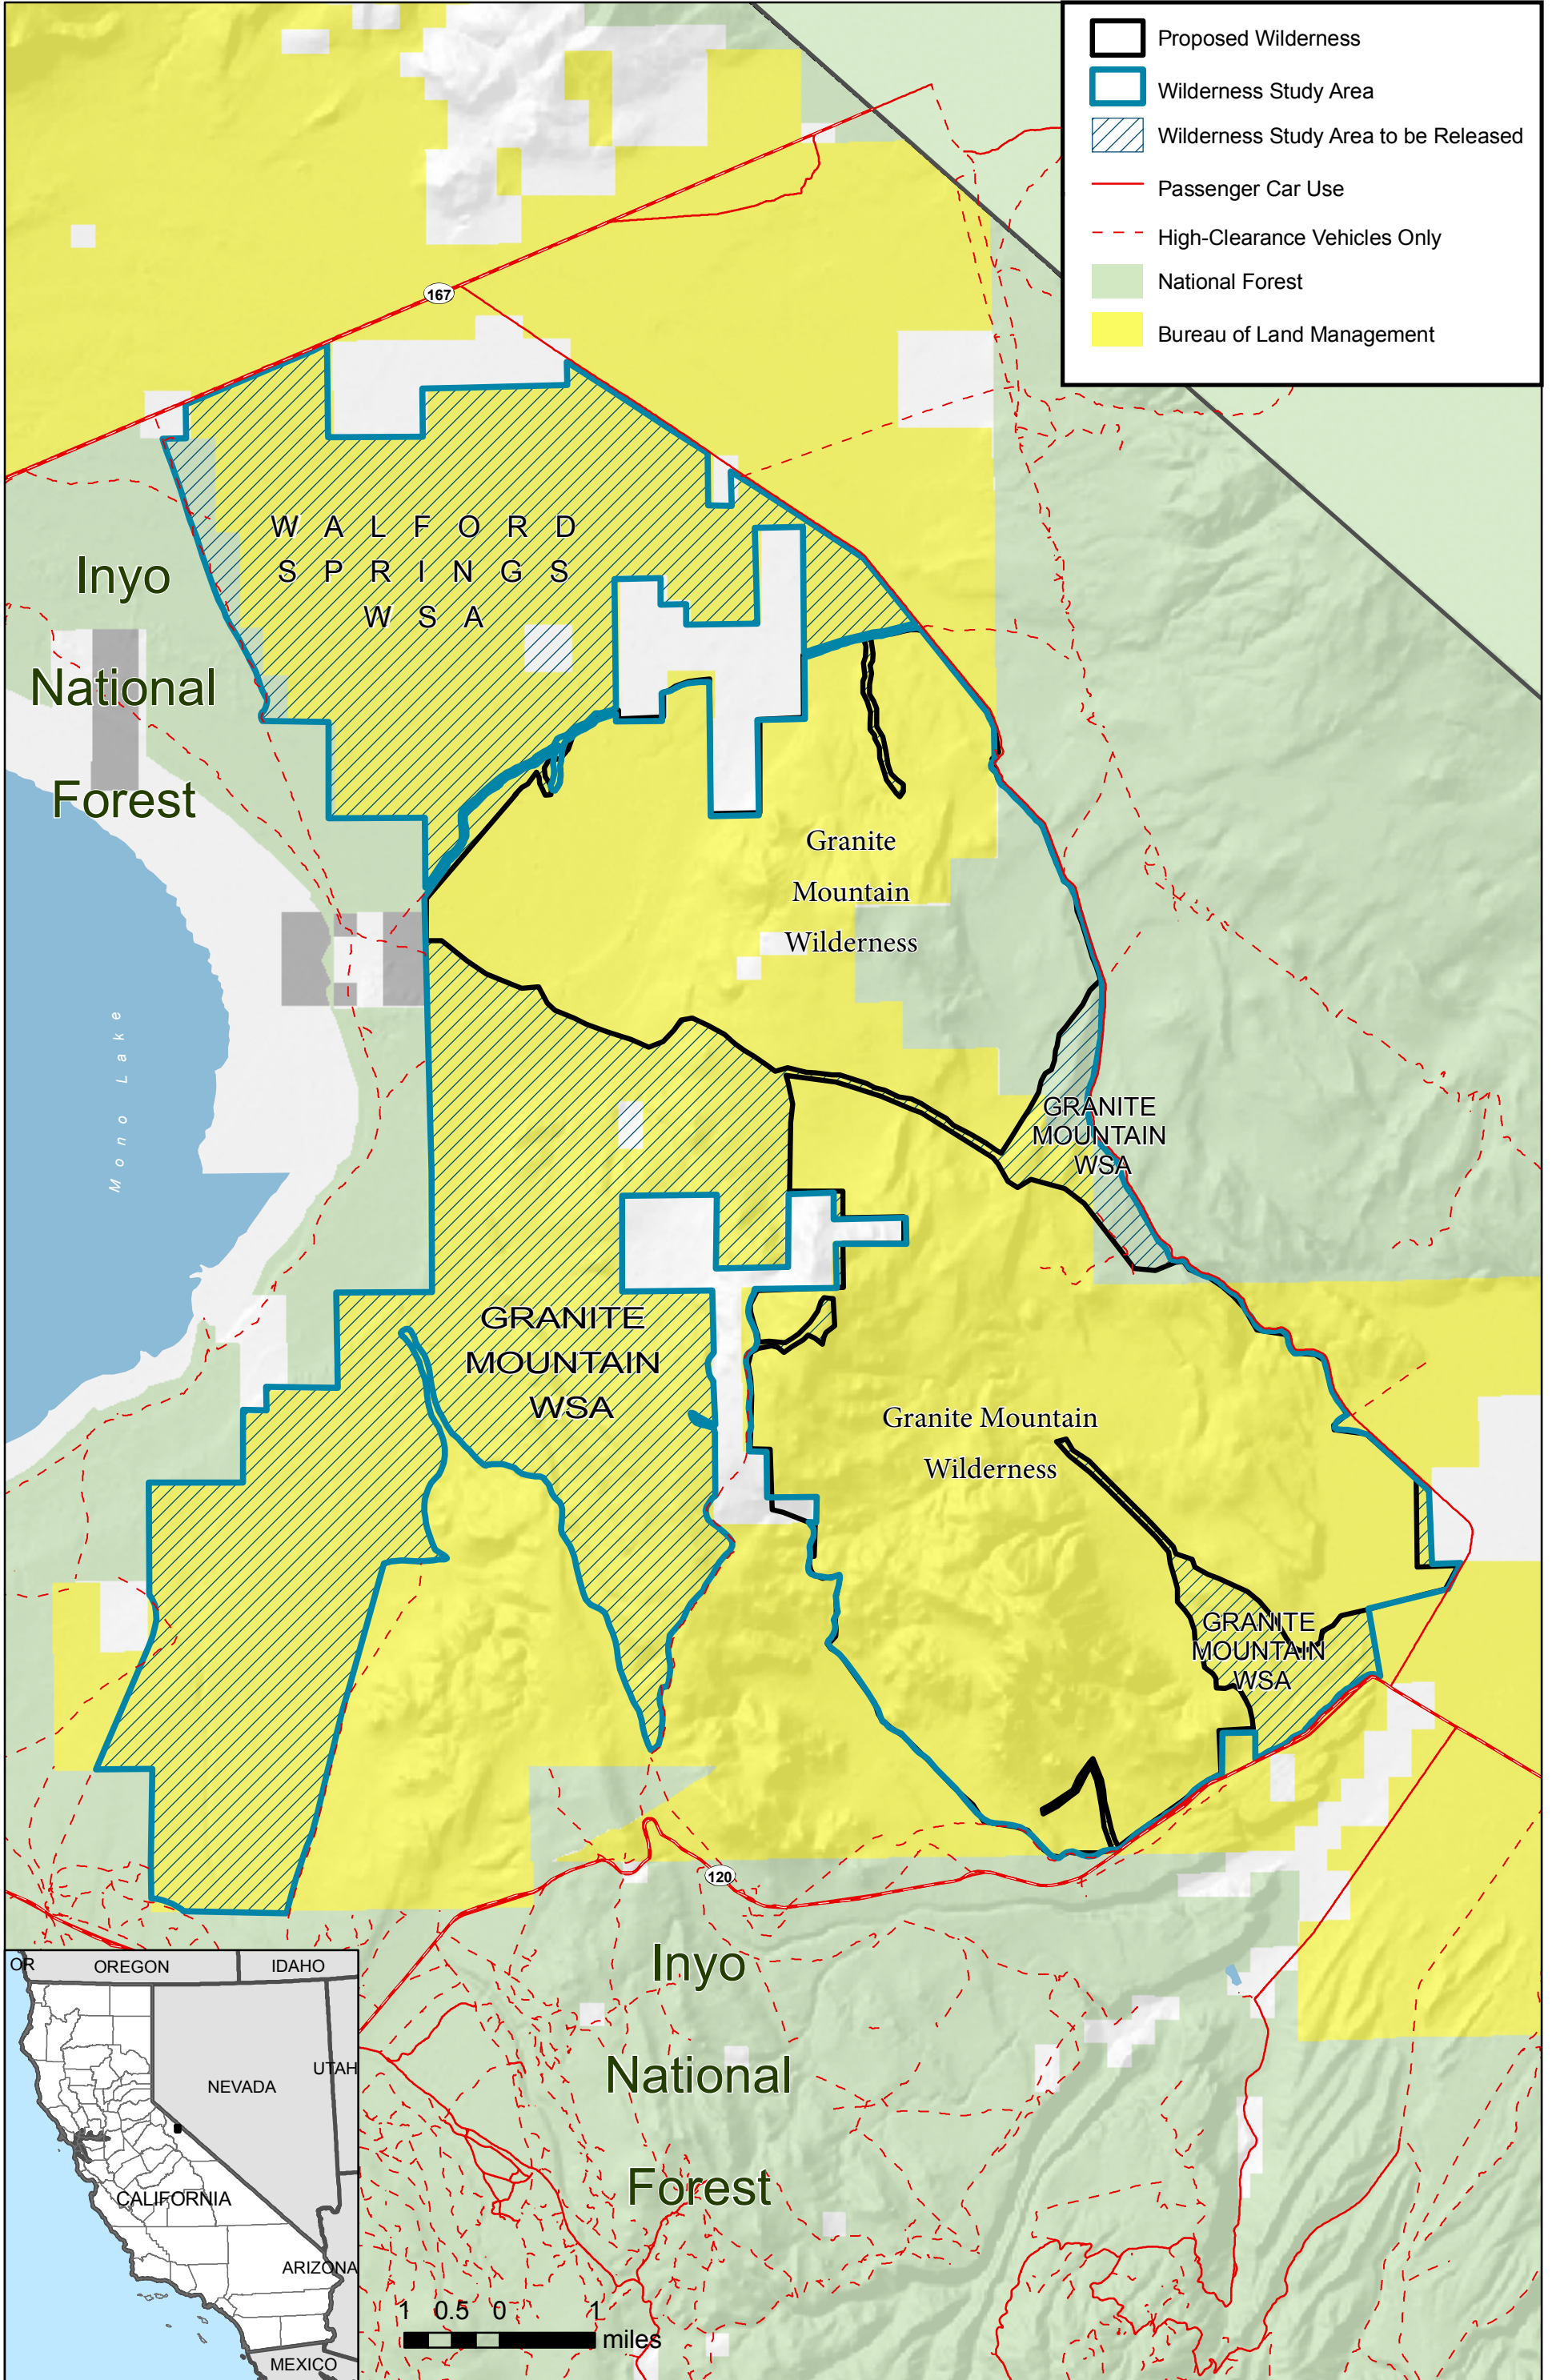 Proposed Wilderness
Wilderness Study Area
Wilderness Study Area to be Released
Passenger Car Use
High-Clearance Vehicles Only
National Forest
Bureau of Land Management
167
WALFORD
SPRINGS
WSA
Inyo
National
Forest
Granite
Mountain
Wilderness
Mono Lake
GRANITE
MOUNTAIN
WSA
GRANITE
MOUNTAIN
WSA
Granite Mountain
Wilderness
GRANITE
MOUNTAIN
WSA
120
Inyo
National
Forest
OR
OREGON
IDAHO
NEVADA
UTAH
CALIFORNIA
ARIZONA
MEXICO
1 0.5 0 1
miles